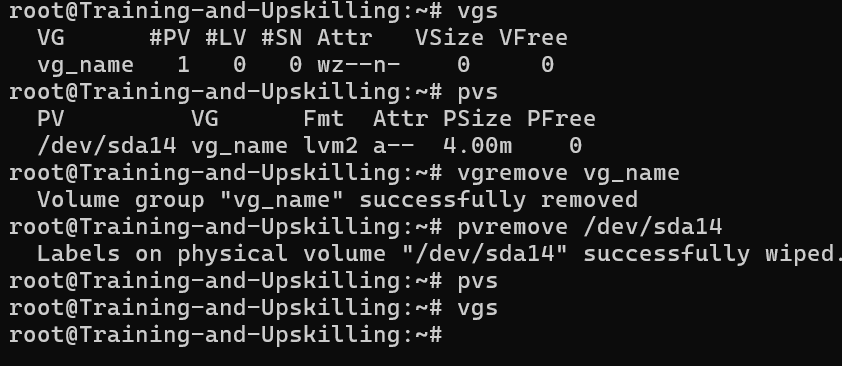 root@Training-and-Upskilling:~# vgs
  VG      #PV #LV #SN Attr   VSize VFree
  vg_name   1   0   0 wz--n-    0     0
root@Training-and-Upskilling:~# pvs
  PV         VG      Fmt  Attr PSize PFree
  /dev/sda14 vg_name lvm2 a--  4.00m    0
root@Training-and-Upskilling:~# vgremove vg_name
  Volume group "vg_name" successfully removed
root@Training-and-Upskilling:~# pvremove /dev/sda14
  Labels on physical volume "/dev/sda14" successfully wiped.
root@Training-and-Upskilling:~# pvs
root@Training-and-Upskilling:~# vgs
root@Training-and-Upskilling:~#